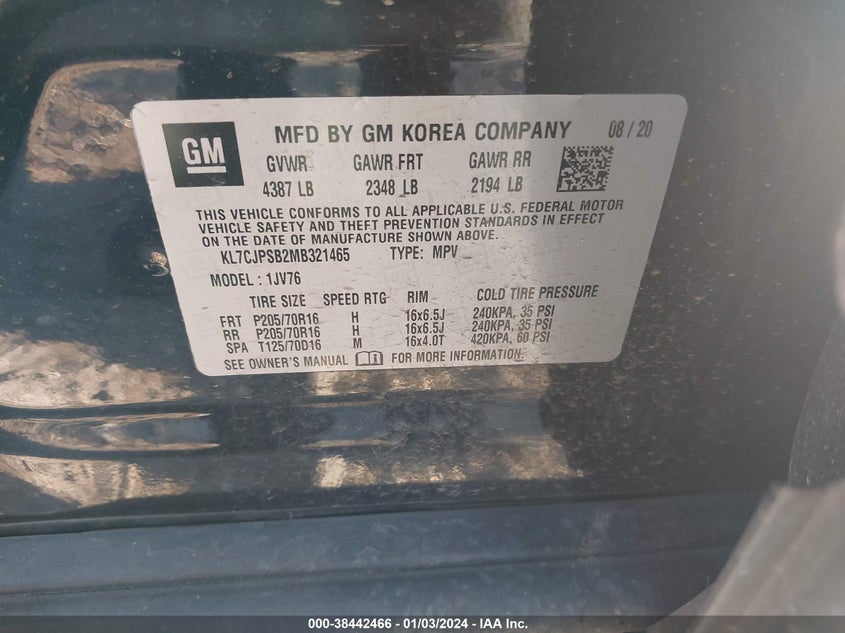 GM
MFD BY GM KOREA COMPANY 08 / 20
GVWR GAWR FRT GAWR RR
4387 LB 2348 LB 2194 LB
THIS VEHICLE CONFORMS TO ALL APPLICABLE U.S. FEDERAL MOTOR
VEHICLE SAFETY AND THEFT PREVENTION STANDARDS IN EFFECT
ON THE DATE OF MANUFACTURE SHOWN ABOVE.
KL7CJPSB2MB321465 TYPE: MPV
MODEL : 1JV76
TIRE SIZE SPEED RTG RIM COLD TIRE PRESSURE
FRT P205/70R16 H 16x6.5J 240KPA, 35 PSI
RR P205/70R16 H 16x6.5J 240KPA, 35 PSI
SPA T125/70D16 M 16x4.0T 420KPA, 60 PSI
SEE OWNER'S MANUAL FOR MORE INFORMATION.
000-38442466 - 01/03/2024 - IAA Inc.